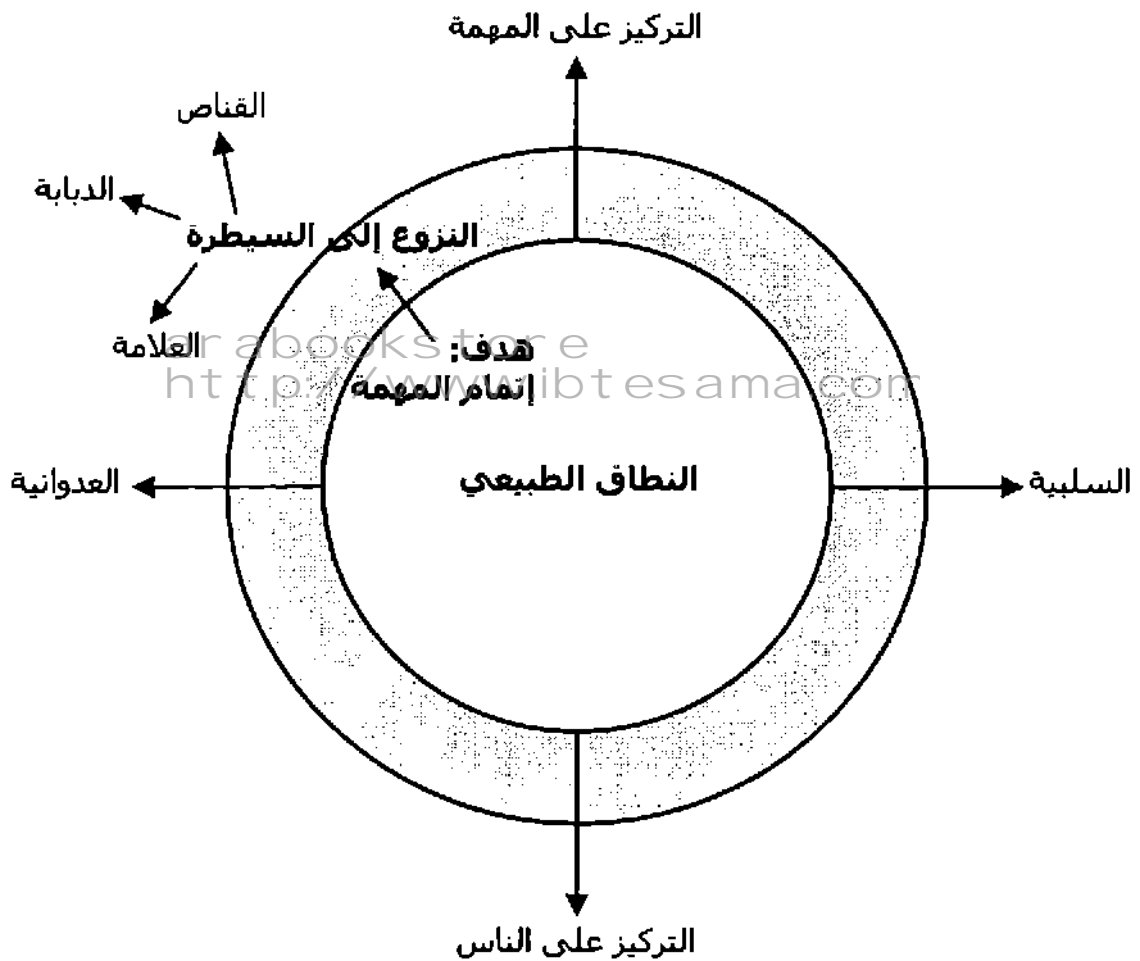 التركيز على المهمة
القناص
الدبابة
النزوع إلى السيطرة
العلامة
arabookstore
هدف:
http://www.ibtesama.com
إتمام المهمة
العدوانية
النطاق الطبيعي
السلبية
التركيز على الناس